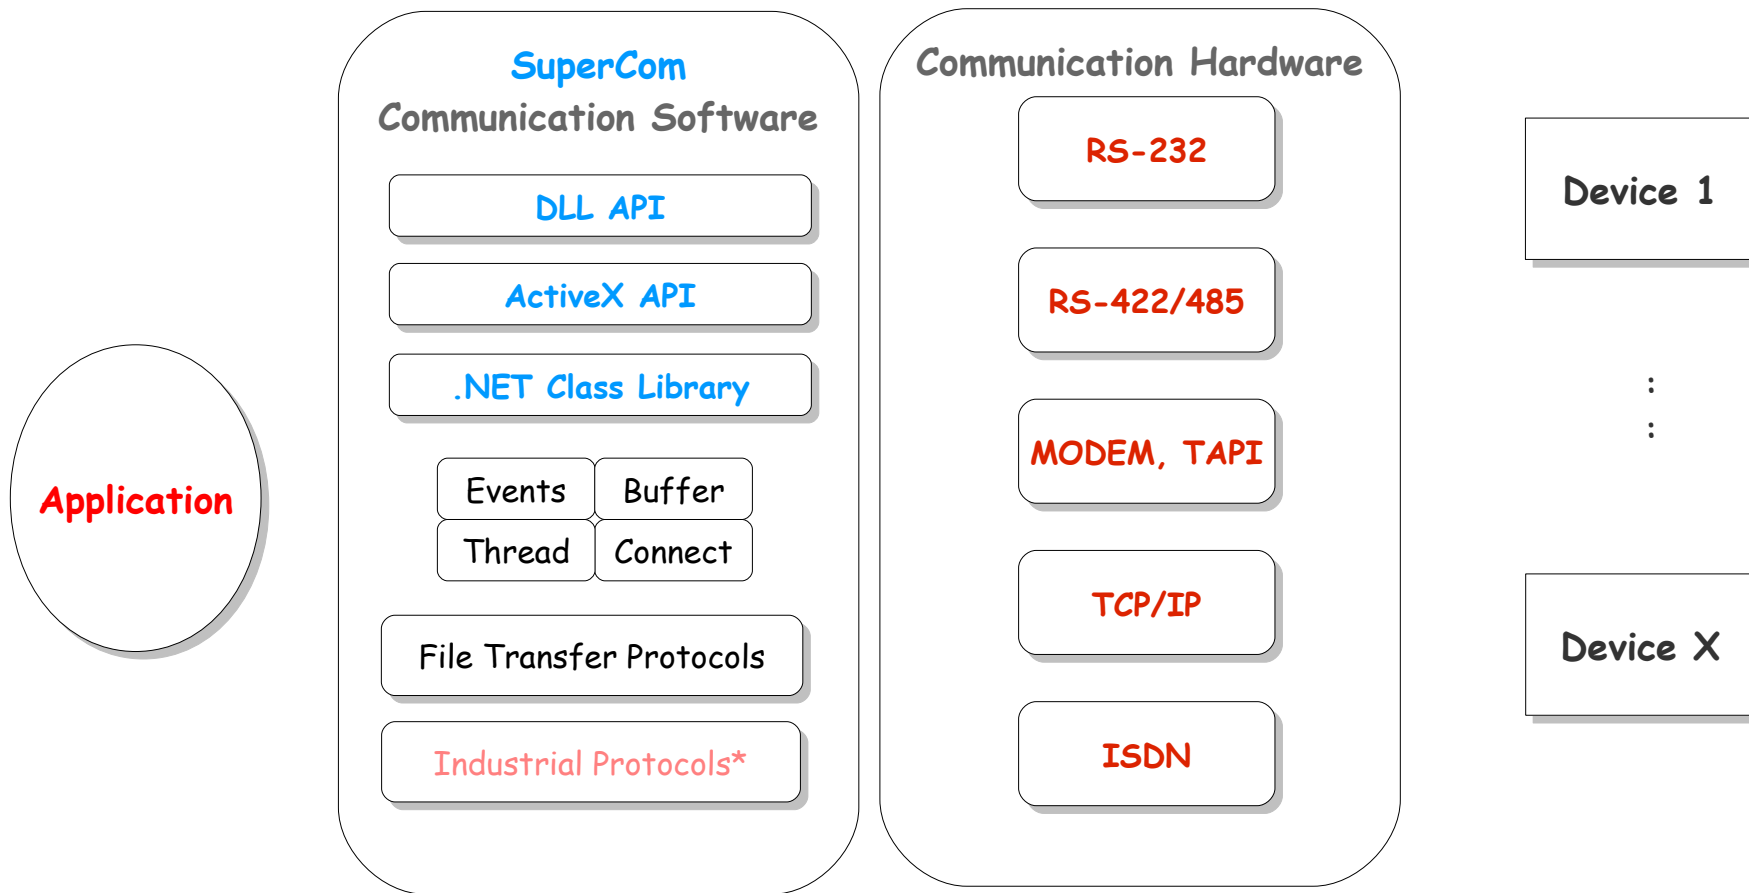 Application
SuperCom
Communication Software
DLL API
ActiveX API
.NET Class Library
Events
Buffer
Thread
Connect
File Transfer Protocols
Industrial Protocols*
Communication Hardware
RS-232
RS-422/485
MODEM, TAPI
TCP/IP
ISDN
Device 1
:
:
Device X